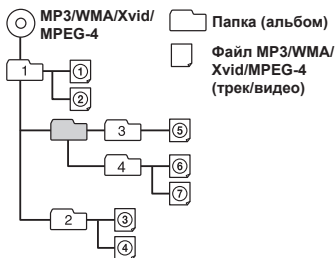 MP3/WMA/Xvid/
MPEG-4
Папка (альбом)
Файл MP3/WMA/
Xvid/MPEG-4
(трек/видео)
1
①
②
3
⑤
4
⑥
⑦
2
③
④